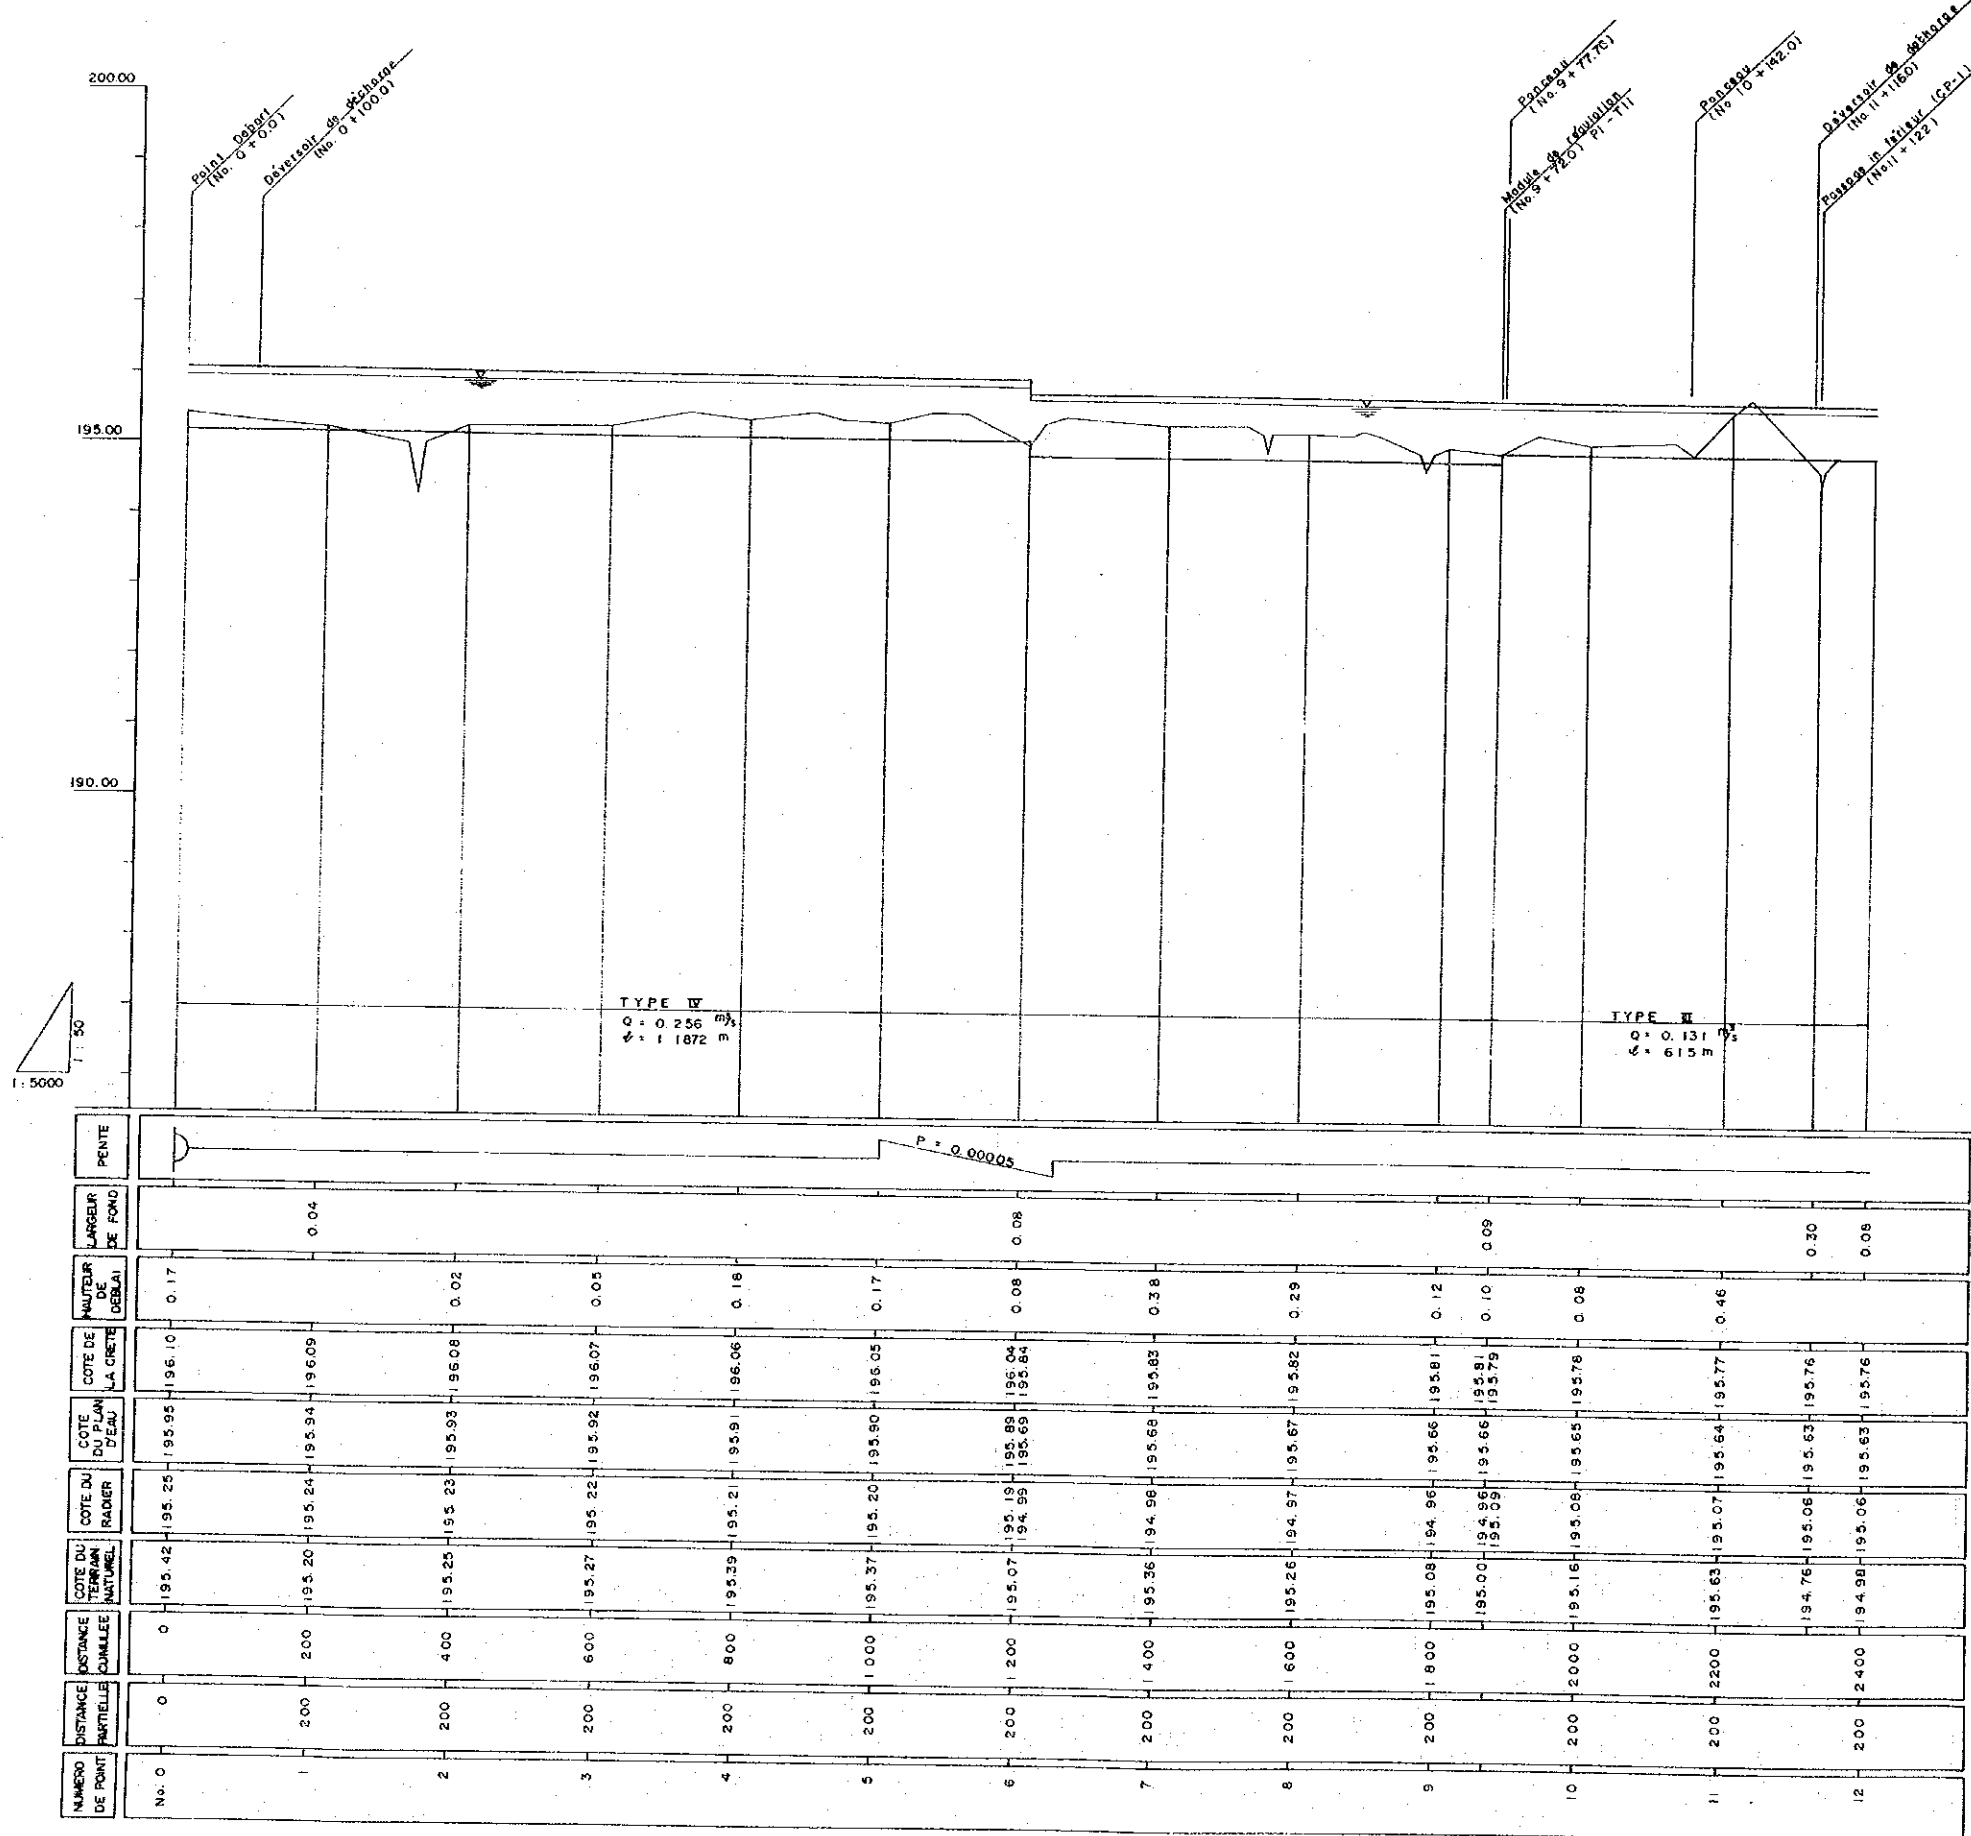 200.00
195.00
190.00
Point Debart
(No. 0 + 0.0)
Déversoir de décharge
(No. 0 + 100.0)
Ponceau
(No. 9 + 77.70)
Module de régulation
(No. 9 + 72.0) PI - T11
Ponceau
(No 10 + 142.0)
Déversoir de décharge
(No. 11 + 116.0)
Passage in férieur (CP-1)
(No.11 + 122)
TYPE IV
Q = 0.256 m³/s
ℓ = 1 1872 m
TYPE III
Q = 0.131 m³/s
ℓ = 615 m
1 : 50
1 : 5000
PENTE
P = 0.00005
LARGEUR DE FOND
0.04 0.08 0.09 0.30 0.08
HAUTEUR DE DEBLAI
0.17 0.02 0.05 0.18 0.17 0.08 0.38 0.29 0.12 0.10 0.08 0.46
COTE DE LA CRETE
196.10 196.09 196.08 196.07 196.06 196.05 196.04 195.84 195.83 195.82 195.81 195.81 195.79 195.78 195.77 195.76 195.76
COTE DU PLAN D'EAU
195.95 195.94 195.93 195.92 195.91 195.90 195.89 195.69 195.68 195.67 195.66 195.66 195.65 195.64 195.63 195.63
COTE DU RADIER
195.25 195.24 195.23 195.22 195.21 195.20 195.19 194.99 194.98 194.97 194.96 194.96 195.09 195.08 195.07 195.06 195.06
COTE DU TERRAIN NATUREL
195.42 195.20 195.25 195.27 195.39 195.37 195.07 195.36 195.26 195.08 195.00 195.16 195.63 194.76 194.98
DISTANCE CUMULEE
0 200 400 600 800 1 000 1 200 1 400 1 600 1 800 2000 2200 2400
DISTANCE PARTIELLE
0 200 200 200 200 200 200 200 200 200 200 200 200
NUMERO DE POINT
No. 0 1 2 3 4 5 6 7 8 9 10 11 12